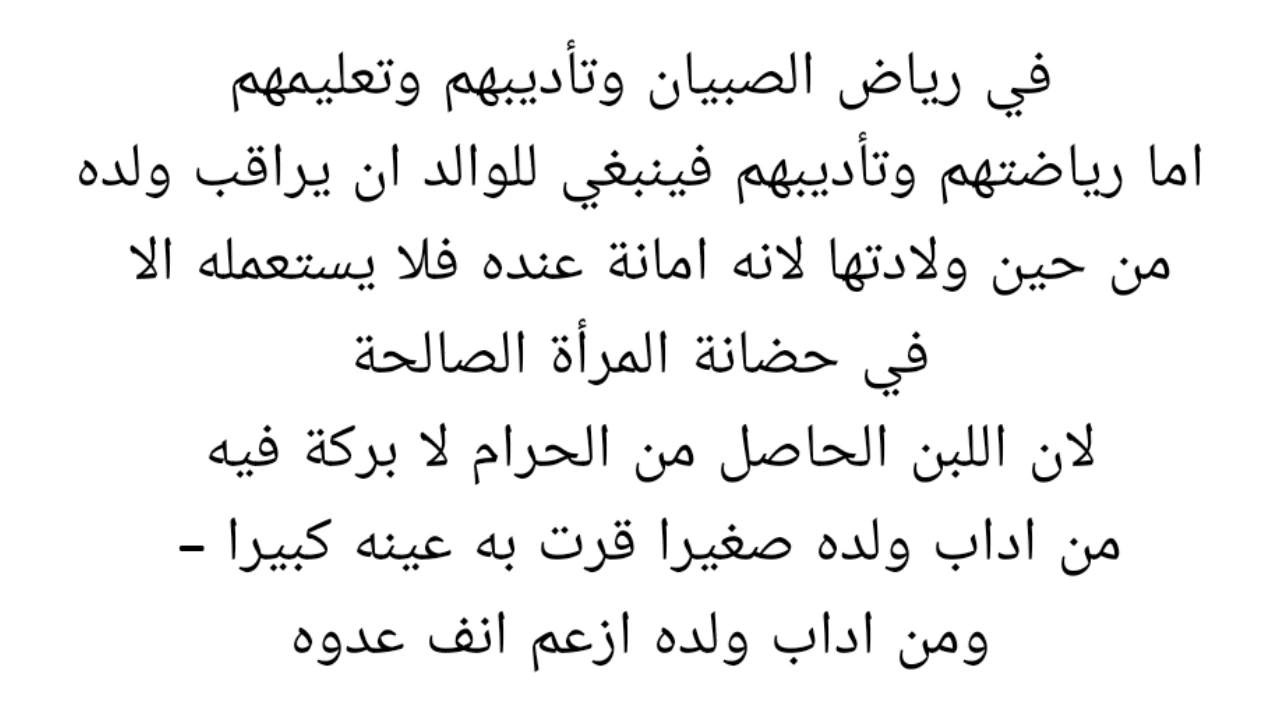 في رياض الصبيان وتأديبهم وتعليمهم
اما رياضتهم وتأديبهم فينبغي للوالد ان يراقب ولده
من حين ولادتها لانه امانة عنده فلا يستعمله الا
في حضانة المرأة الصالحة
لان اللبن الحاصل من الحرام لا بركة فيه
من اداب ولده صغيرا قرت به عينه كبيرا –
ومن اداب ولده ازعم انف عدوه